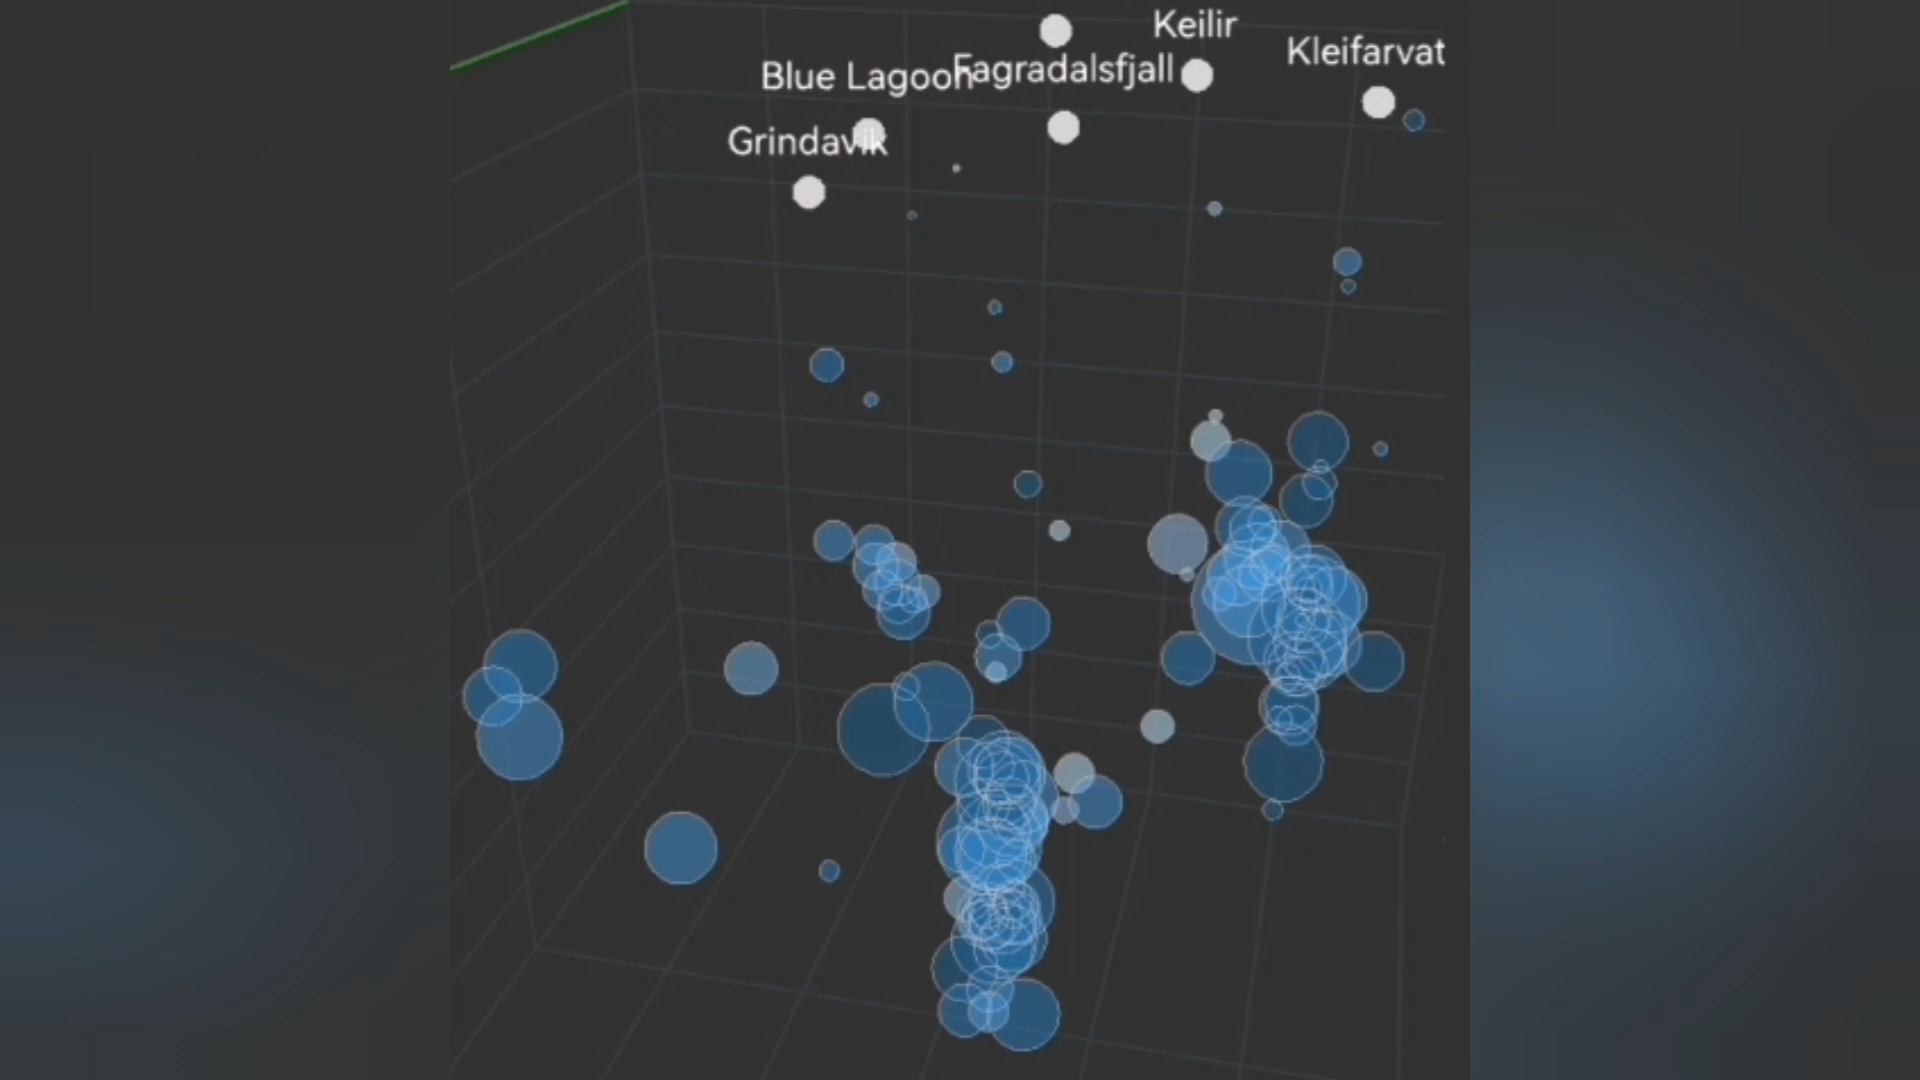 Keilir
Kleifarvat
Blue Lagoon
Fagradalsfjall
Grindavik